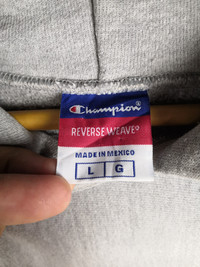 Champion®
REVERSE WEAVE®
MADE IN MEXICO
L G